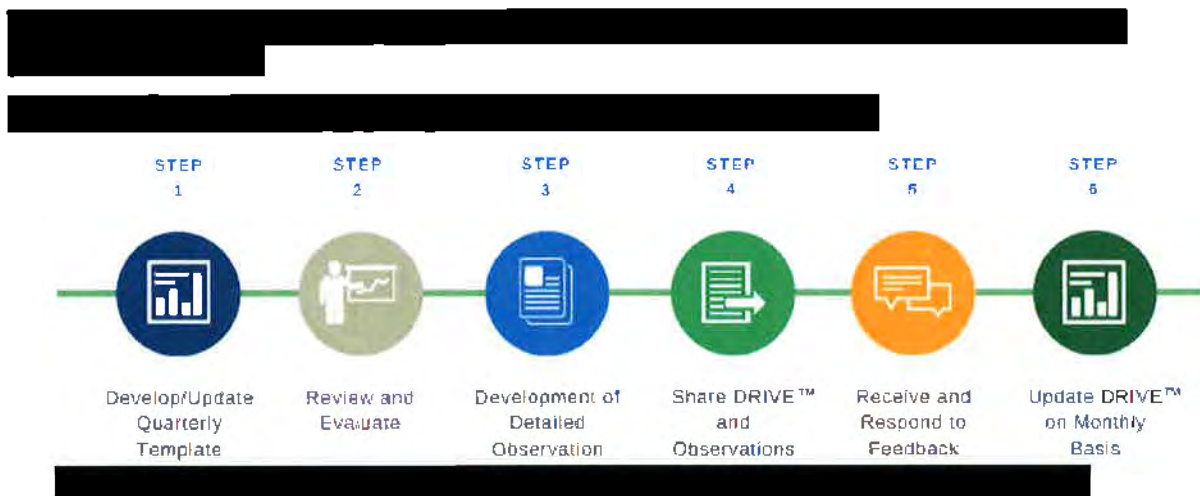 STEP
1
STEP
2
STEP
3
STEP
4
STEP
5
STEP
6
Develop/Update
Quarterly
Template
Review and
Evaluate
Development of
Detailed
Observation
Share DRIVE™
and
Observations
Receive and
Respond to
Feedback
Update DRIVE™
on Monthly
Basis